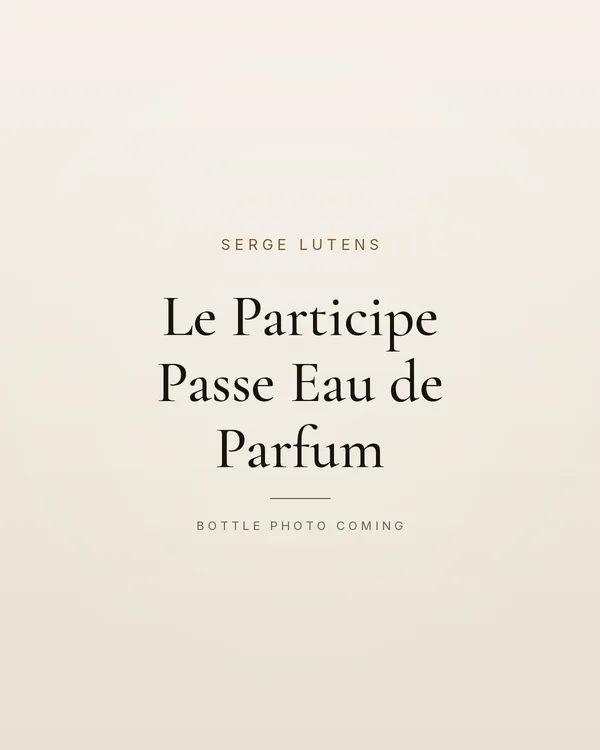 SERGE LUTENS
Le Participe
Passe Eau de
Parfum
BOTTLE PHOTO COMING